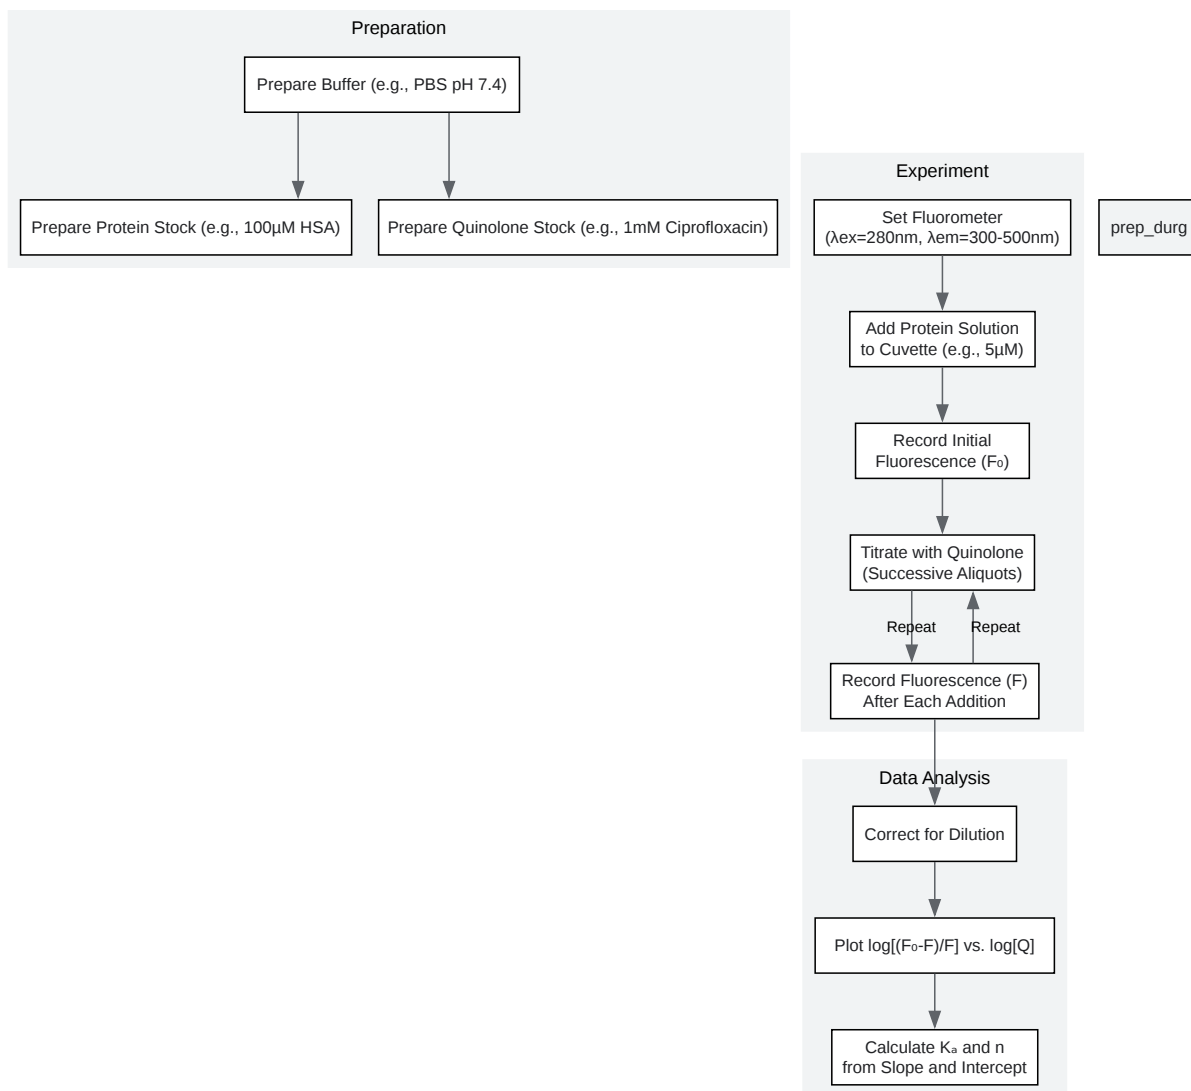 Preparation
Prepare Buffer (e.g., PBS pH 7.4)
Prepare Protein Stock (e.g., 100µM HSA)
Prepare Quinolone Stock (e.g., 1mM Ciprofloxacin)
Experiment
Set Fluorometer
(λex=280nm, λem=300-500nm)
prep_durg
Add Protein Solution
to Cuvette (e.g., 5µM)
Record Initial
Fluorescence (F₀)
Titrate with Quinolone
(Successive Aliquots)
Repeat
Repeat
Record Fluorescence (F)
After Each Addition
Data Analysis
Correct for Dilution
Plot log[(F₀-F)/F] vs. log[Q]
Calculate Kₐ and n
from Slope and Intercept